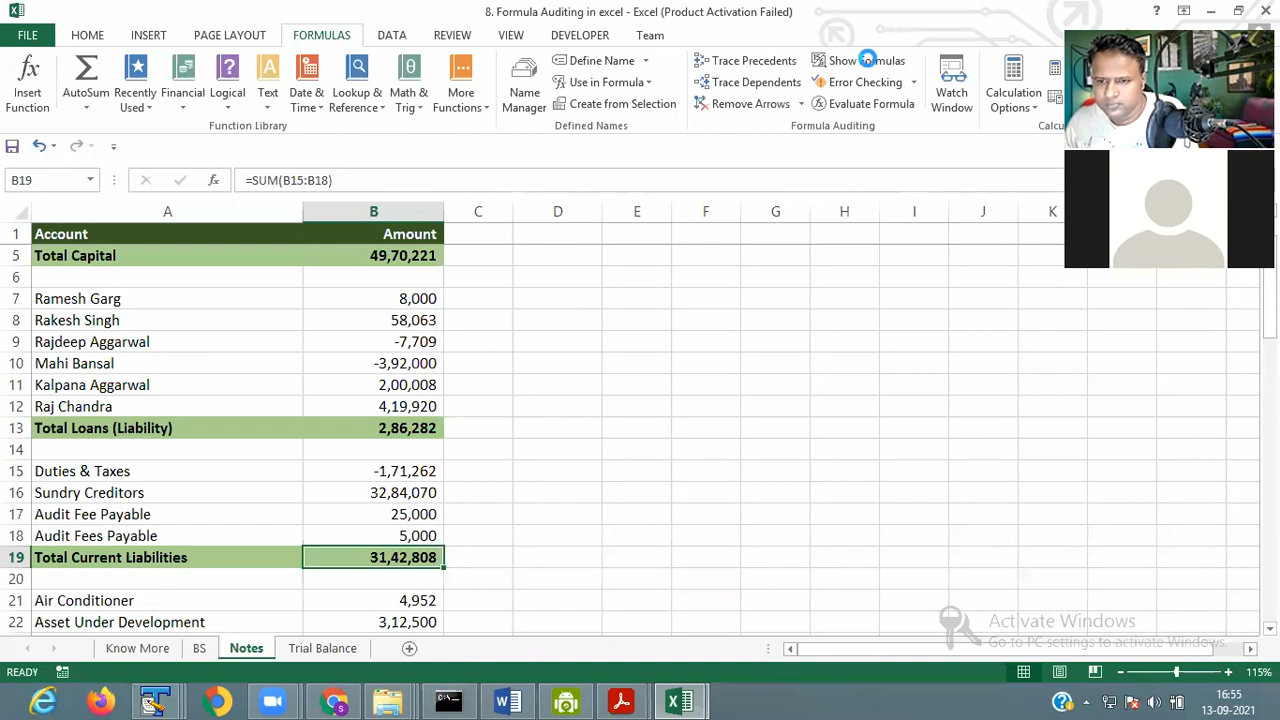 8. Formula Auditing in excel - Excel (Product Activation Failed)
FILE HOME INSERT PAGE LAYOUT FORMULAS DATA REVIEW VIEW DEVELOPER Team
Insert Function
AutoSum
Recently Used
Financial
Logical
Text
Date & Time
Lookup & Reference
Math & Trig
More Functions
Function Library
Name Manager
Define Name
Use in Formula
Create from Selection
Defined Names
Trace Precedents
Trace Dependents
Remove Arrows
Show Formulas
Error Checking
Evaluate Formula
Formula Auditing
Watch Window
Calculation Options
Calcu
B19 fx =SUM(B15:B18)
A B C D E F G H I J K
1 Account Amount
5 Total Capital 49,70,221
6
7 Ramesh Garg 8,000
8 Rakesh Singh 58,063
9 Rajdeep Aggarwal -7,709
10 Mahi Bansal -3,92,000
11 Kalpana Aggarwal 2,00,008
12 Raj Chandra 4,19,920
13 Total Loans (Liability) 2,86,282
14
15 Duties & Taxes -1,71,262
16 Sundry Creditors 32,84,070
17 Audit Fee Payable 25,000
18 Audit Fees Payable 5,000
19 Total Current Liabilities 31,42,808
20
21 Air Conditioner 4,952
22 Asset Under Development 3,12,500
Activate Windows
Go to PC settings to activate Windows.
Know More BS Notes Trial balance
READY 115%
16:55
13-09-2021